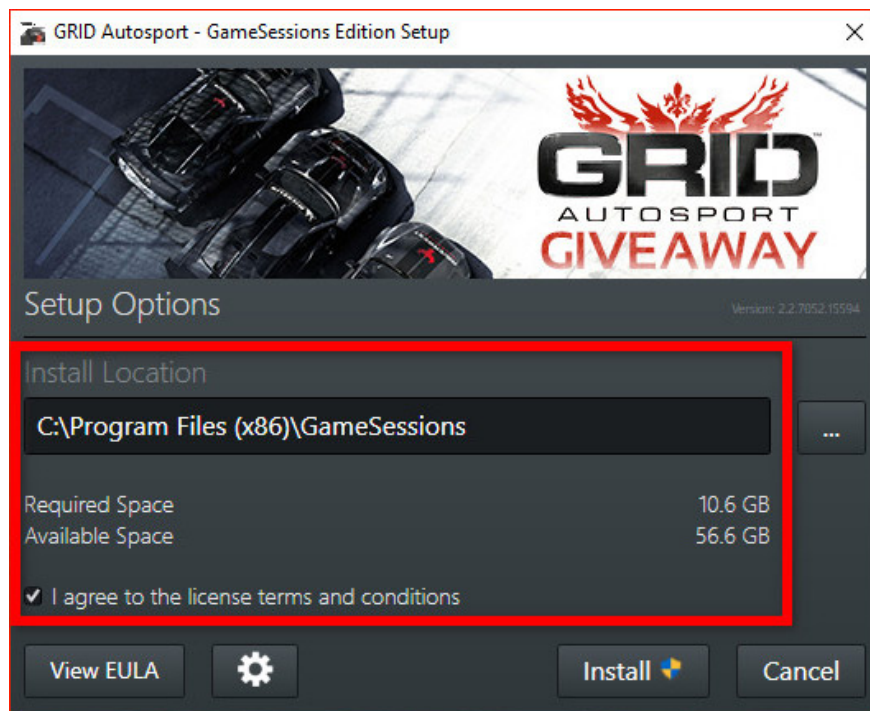 GRID Autosport - GameSessions Edition Setup
GRID™
AUTOSPORT
GIVEAWAY
Setup Options
Version: 2.2.7052.15594
Install Location
C:\Program Files (x86)\GameSessions
...
Required Space 10.6 GB
Available Space 56.6 GB
I agree to the license terms and conditions
View EULA
Install
Cancel